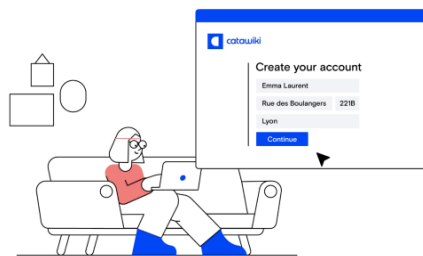 catawiki
Create your account
Emma Laurent
Rue des Boulangers 221B
Lyon
Continue